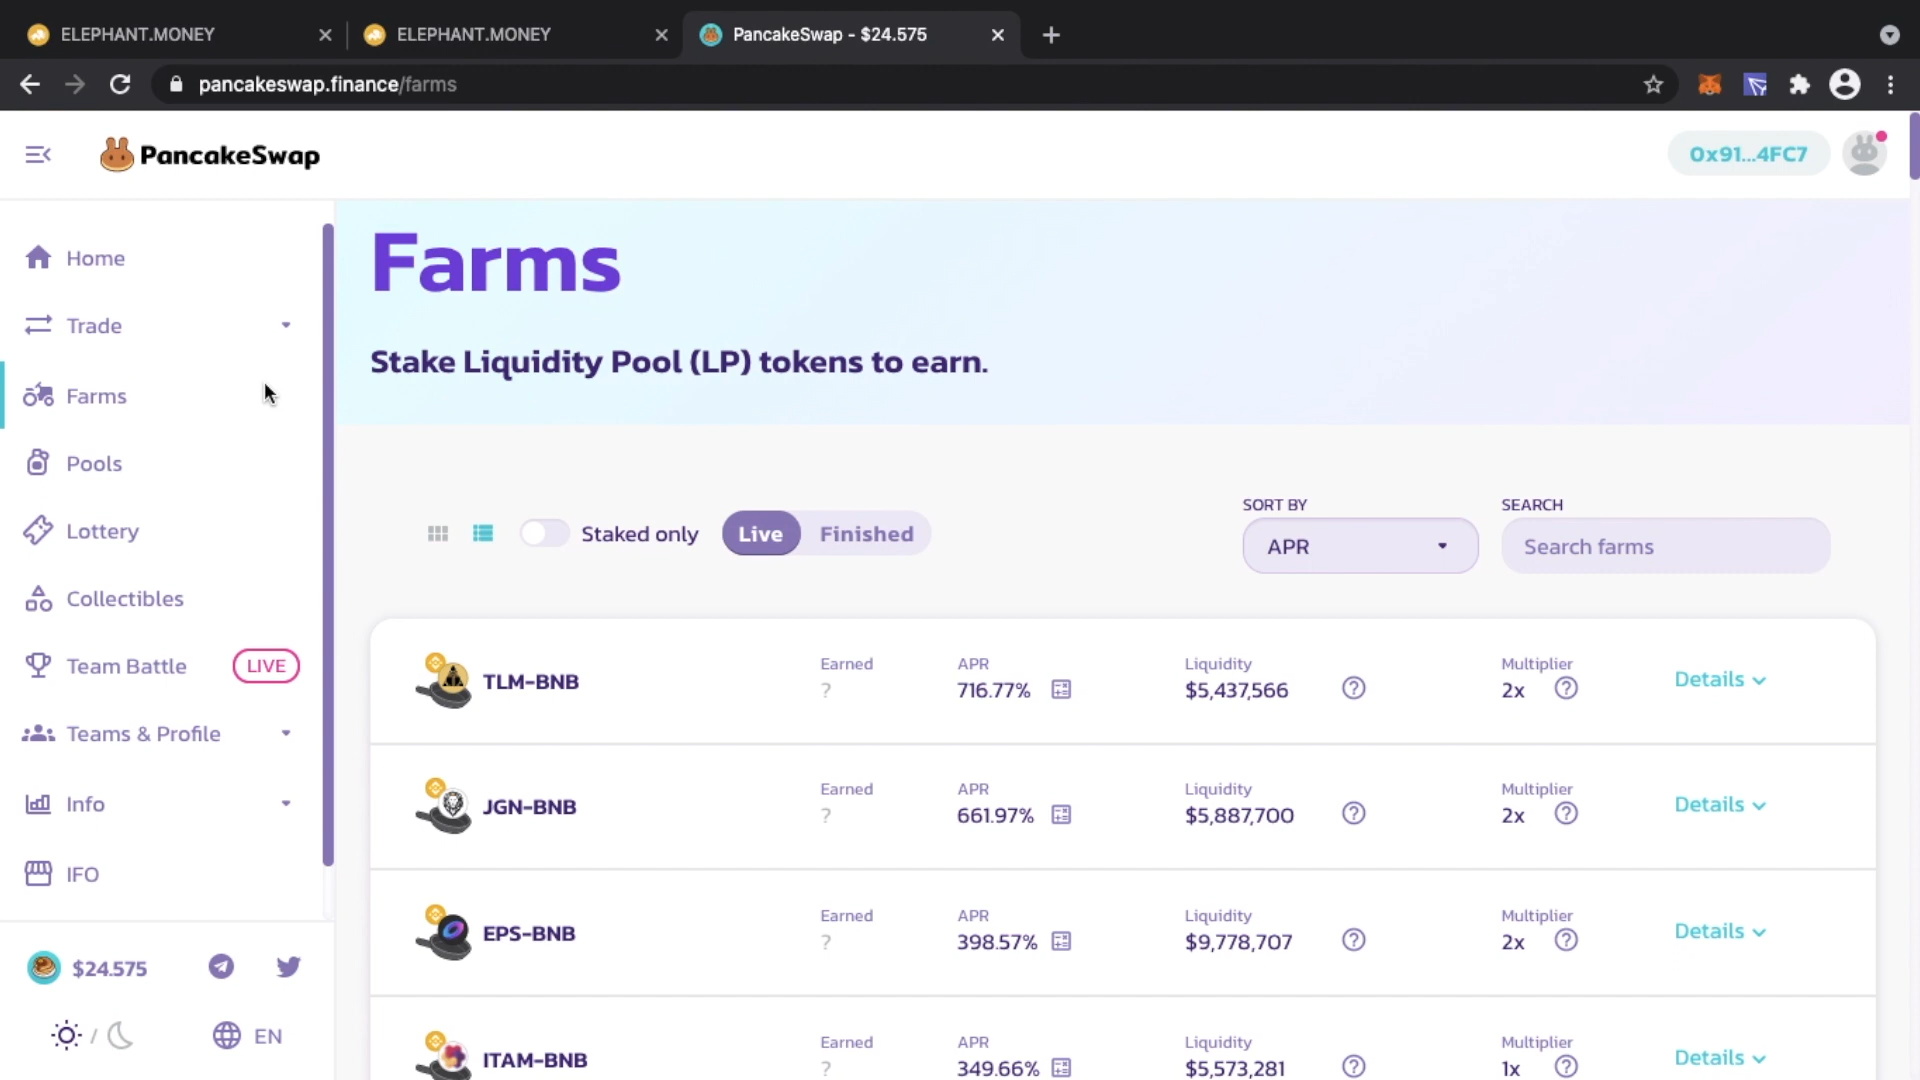 ELEPHANT.MONEY
ELEPHANT.MONEY
PancakeSwap - $24.575
pancakeswap.finance/farms
PancakeSwap
0x91...4FC7
Home
Trade
Farms
Pools
Lottery
Collectibles
Team Battle LIVE
Teams & Profile
Info
IFO
$24.575
/
EN
Farms
Stake Liquidity Pool (LP) tokens to earn.
Staked only
Live Finished
SORT BY
APR
SEARCH
Search farms
TLM-BNB
Earned
?
APR
716.77%
Liquidity
$5,437,566
Multiplier
2x
Details
JGN-BNB
Earned
?
APR
661.97%
Liquidity
$5,887,700
Multiplier
2x
Details
EPS-BNB
Earned
?
APR
398.57%
Liquidity
$9,778,707
Multiplier
2x
Details
ITAM-BNB
Earned
?
APR
349.66%
Liquidity
$5,573,281
Multiplier
1x
Details